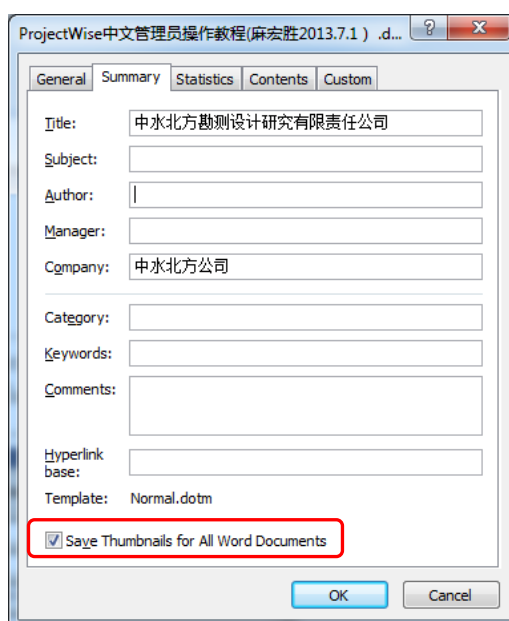 ProjectWise中文管理员操作教程(麻宏胜2013.7.1 ) .d...
General Summary Statistics Contents Custom
Title: 中水北方勘测设计研究有限责任公司
Subject:
Author:
Manager:
Company: 中水北方公司
Category:
Keywords:
Comments:
Hyperlink
base:
Template: Normal.dotm
Save Thumbnails for All Word Documents
OK Cancel